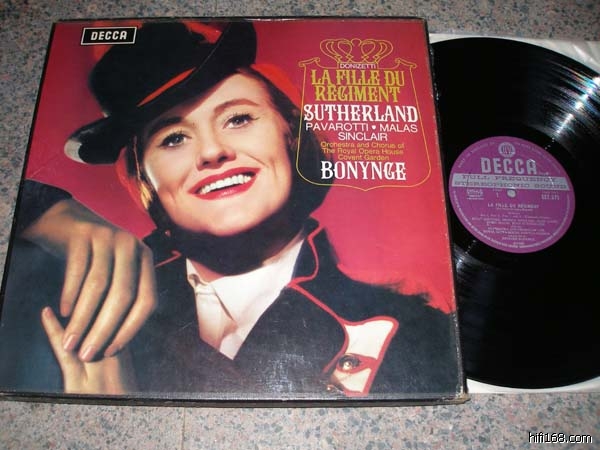 DECCA
DONIZETTI
LA FILLE DU
REGIMENT
SUTHERLAND
PAVAROTTI • MALAS
SINCLAIR
Orchestra and Chorus of
The Royal Opera House
Covent Garden
BONYNGE
DECCA
FULL FREQUENCY
STEREOPHONIC SOUND
LA FILLE DU REGIMENT
hifi168.com